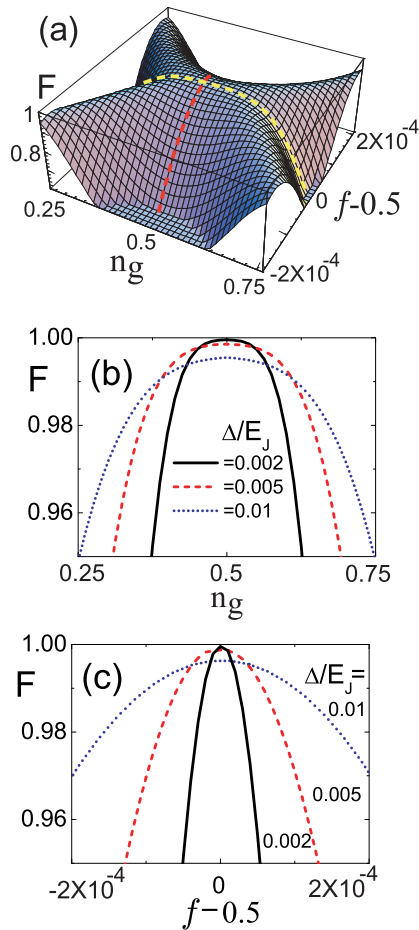 (a)
F
1
0.8
0.25
0.5
n_g
0.75
2X10⁻⁴
0
f-0.5
-2X10⁻⁴
1.00
F
(b)
0.98
Δ/E_J
=0.002
=0.005
=0.01
0.96
0.25
0.5
0.75
n_g
1.00
F
(c)
Δ/E_J=
0.01
0.98
0.005
0.96
0.002
-2X10⁻⁴
0
2X10⁻⁴
f-0.5